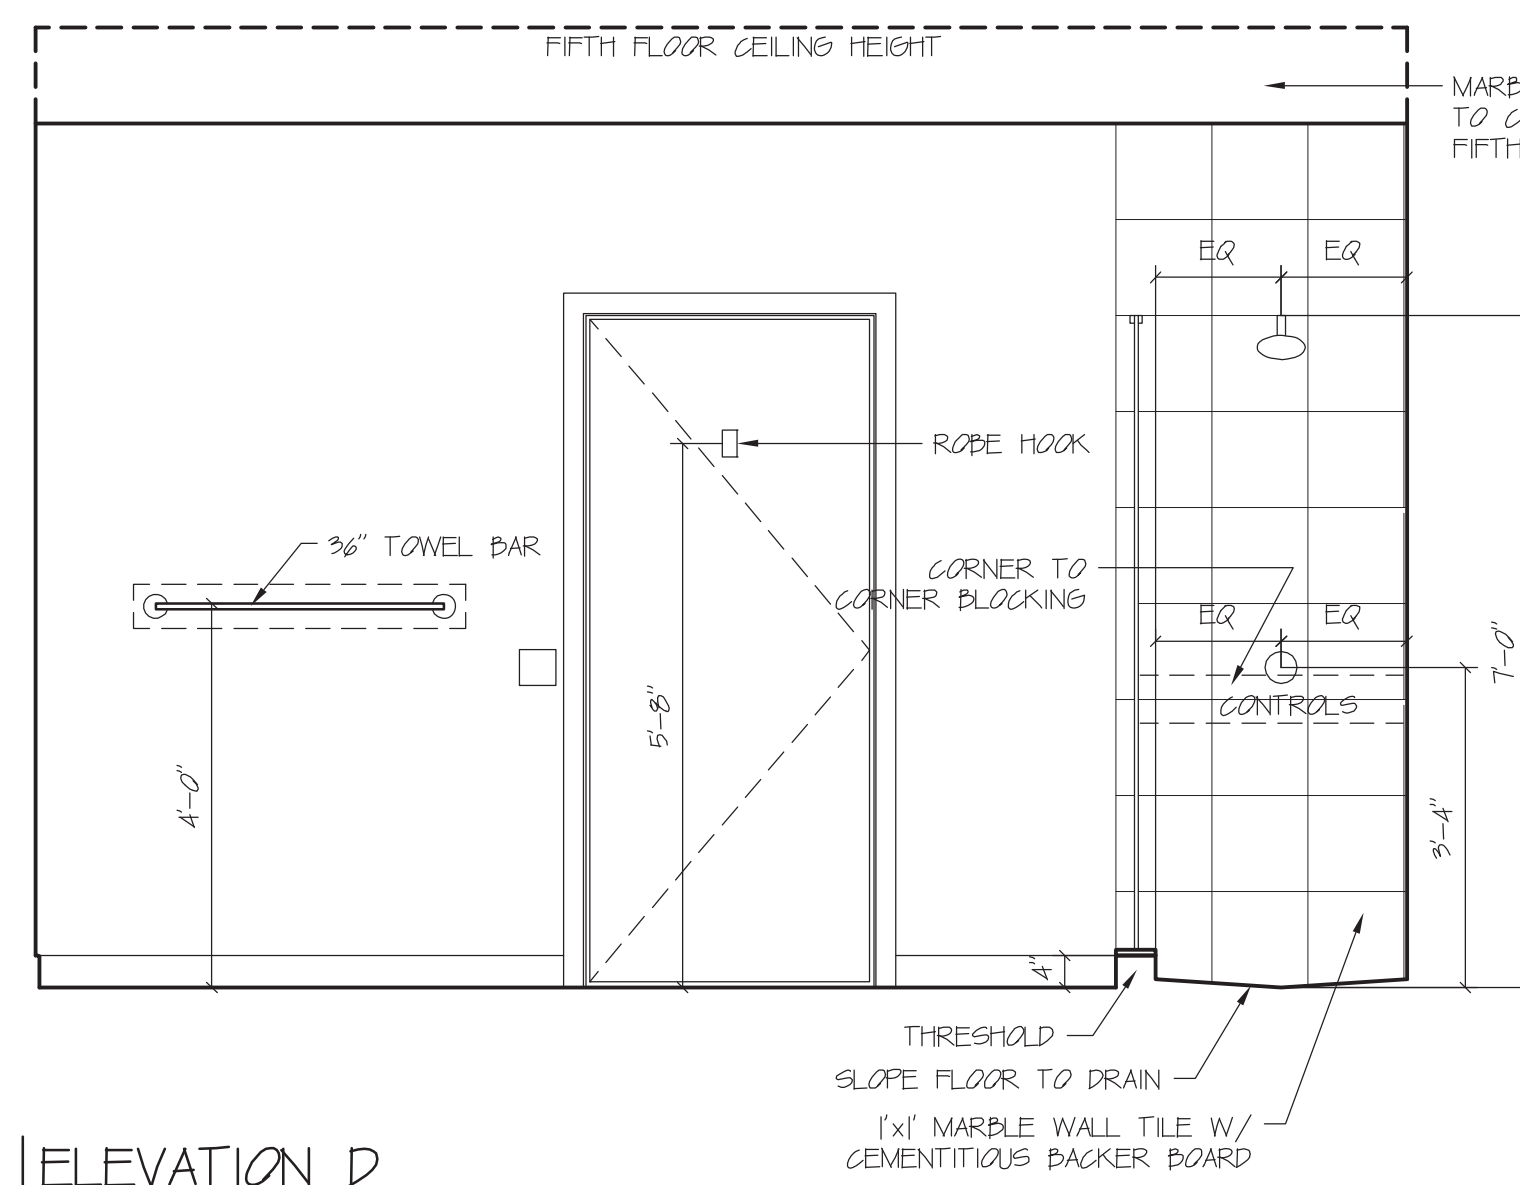 FIFTH FLOOR CEILING HEIGHT
TO
FIFTH
EQ EQ
ROBE HOOK
36" TOWEL BAR
CORNER TO
CORNER BLOCKING
EQ EQ
7'-0"
5'-8"
CONTROLS
4'-0"
3'-4"
4"
THRESHOLD
SLOPE FLOOR TO DRAIN
1'x1' MARBLE WALL TILE W/
CEMENTITIOUS BACKER BOARD
ELEVATION D